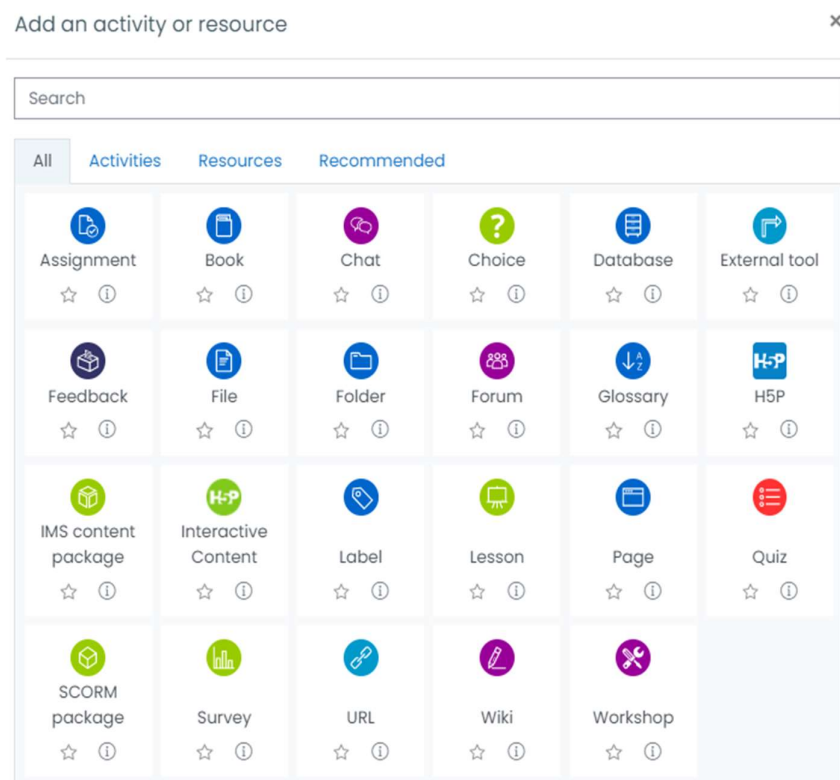 Add an activity or resource
Search
All Activities Resources Recommended
Assignment Book Chat Choice Database External tool
A
Z
H5P
Feedback File Folder Forum Glossary H5P
H5P
IMS content Interactive
package Content Label Lesson Page Quiz
SCORM
package Survey URL Wiki Workshop